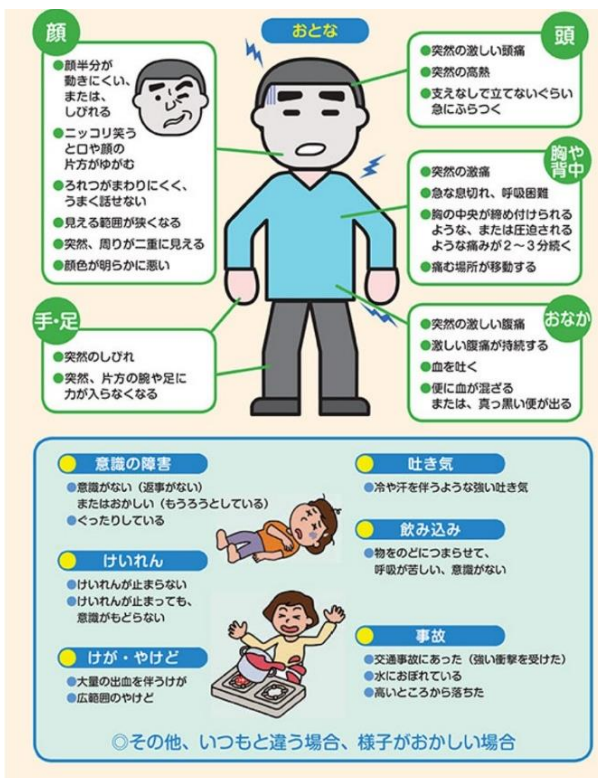 おとな
顔
●顔半分が
動きにくい、
または、
しびれる
●ニッコリ笑う
と口や顔の
片方がゆがむ
●ろれつがまわりにくく、
うまく話せない
●見える範囲が狭くなる
●突然、周りが二重に見える
●顔色が明らかに悪い
頭
●突然の激しい頭痛
●突然の高熱
●支えなしで立てないぐらい
急にふらつく
胸や
背中
●突然の激痛
●急な息切れ、呼吸困難
●胸の中央が締め付けられる
ような、または圧迫される
ような痛みが2～3分続く
●痛む場所が移動する
手・足
●突然のしびれ
●突然、片方の腕や足に
力が入らなくなる
おなか
●突然の激しい腹痛
●激しい腹痛が持続する
●血を吐く
●便に血が混ざる
または、真っ黒い便が出る
意識の障害
●意識がない（返事がない）
またはおかしい（もうろうとしている）
●ぐったりしている
けいれん
●けいれんが止まらない
●けいれんが止まっても、
意識がもどらない
けが・やけど
●大量の出血を伴うけが
●広範囲のやけど
吐き気
●冷や汗を伴うような強い吐き気
飲み込み
●物をのどにつまらせて、
呼吸が苦しい、意識がない
事故
●交通事故にあった（強い衝撃を受けた）
●水におぼれている
●高いところから落ちた
◎その他、いつもと違う場合、様子がおかしい場合